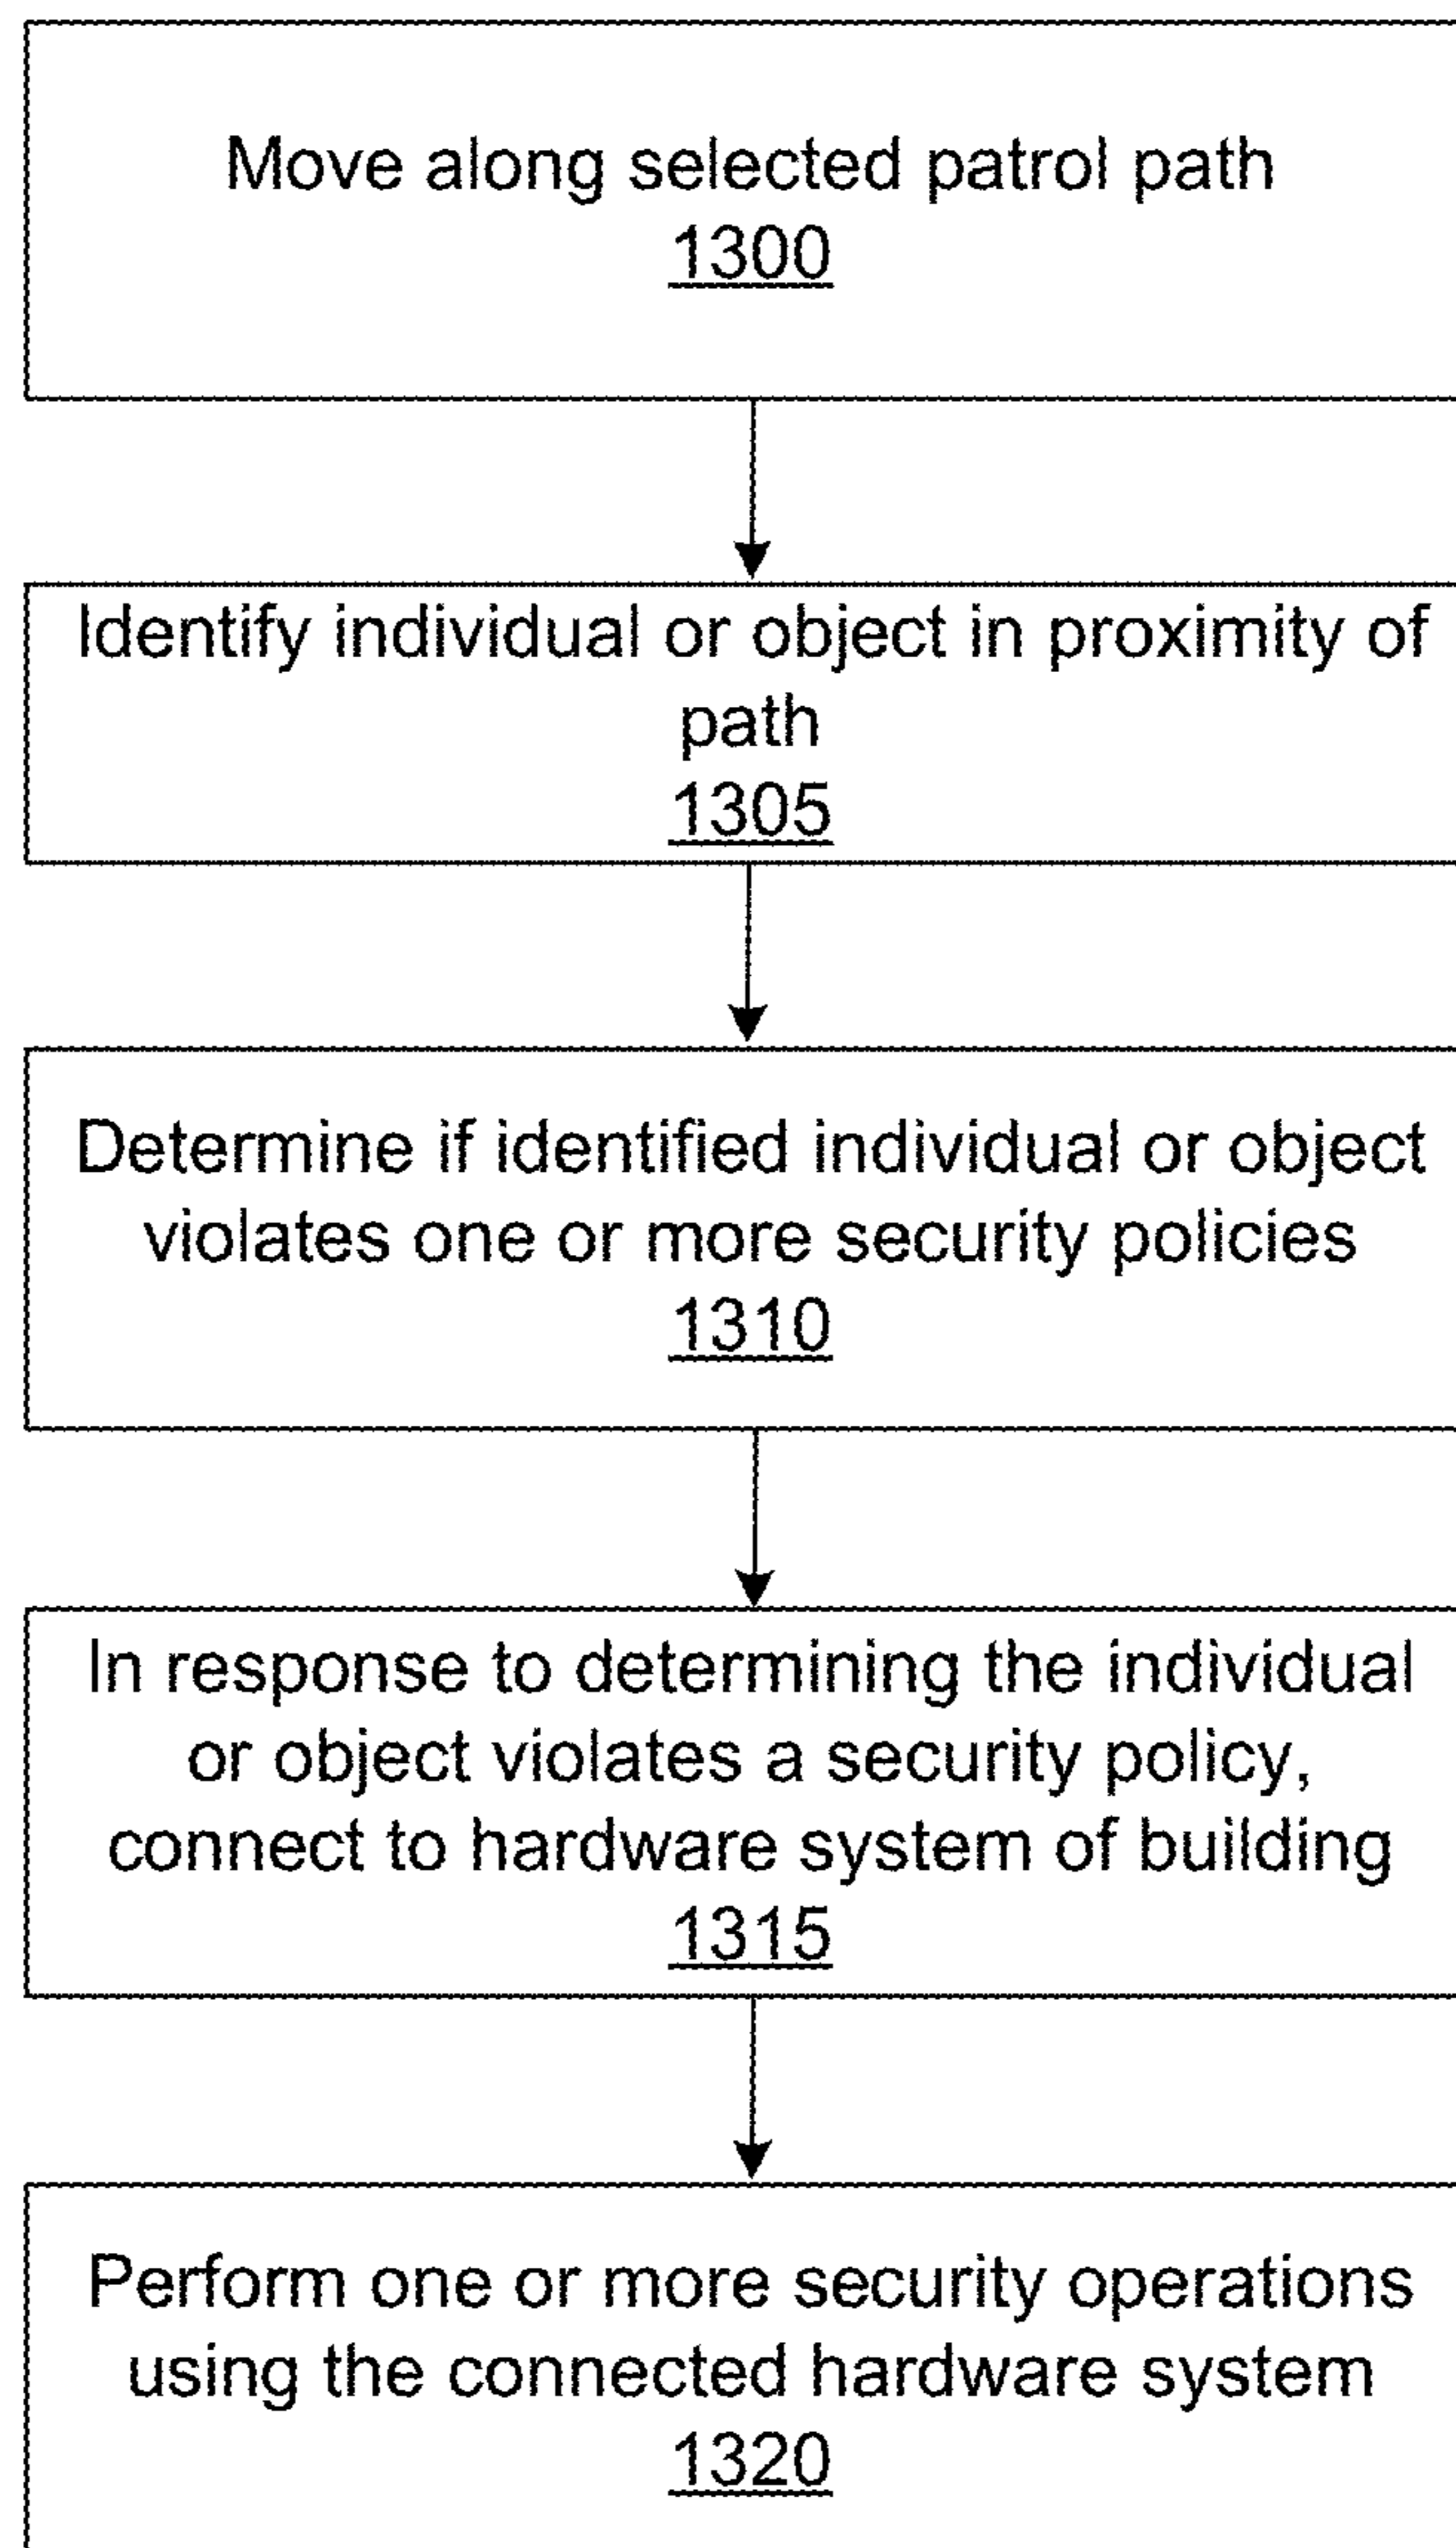 Move along selected patrol path
1300
Identify individual or object in proximity of
path
1305
Determine if identified individual or object
violates one or more security policies
1310
In response to determining the individual
or object violates a security policy,
connect to hardware system of building
1315
Perform one or more security operations
using the connected hardware system
1320